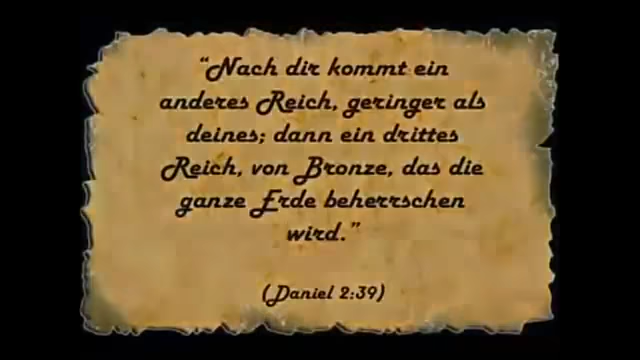 “Nach dir kommt ein
anderes Reich, geringer als
deines; dann ein drittes
Reich, von Bronze, das die
ganze Erde beherrschen
wird.”
(Daniel 2:39)